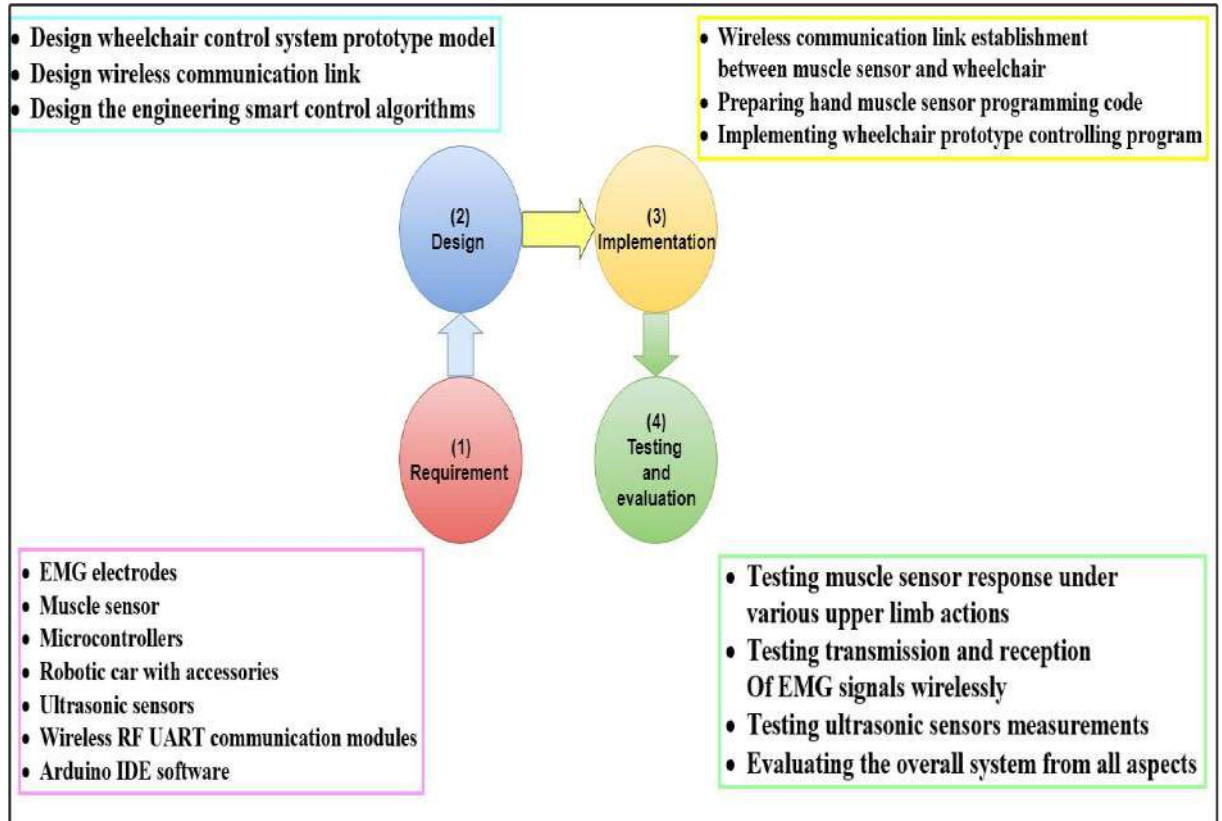 • Design wheelchair control system prototype model
• Design wireless communication link
• Design the engineering smart control algorithms
• Wireless communication link establishment
between muscle sensor and wheelchair
• Preparing hand muscle sensor programming code
• Implementing wheelchair prototype controlling program
(2)
Design
(3)
Implementation
(1)
Requirement
(4)
Testing
and
evaluation
• EMG electrodes
• Muscle sensor
• Microcontrollers
• Robotic car with accessories
• Ultrasonic sensors
• Wireless RF UART communication modules
• Arduino IDE software
• Testing muscle sensor response under
various upper limb actions
• Testing transmission and reception
Of EMG signals wirelessly
• Testing ultrasonic sensors measurements
• Evaluating the overall system from all aspects